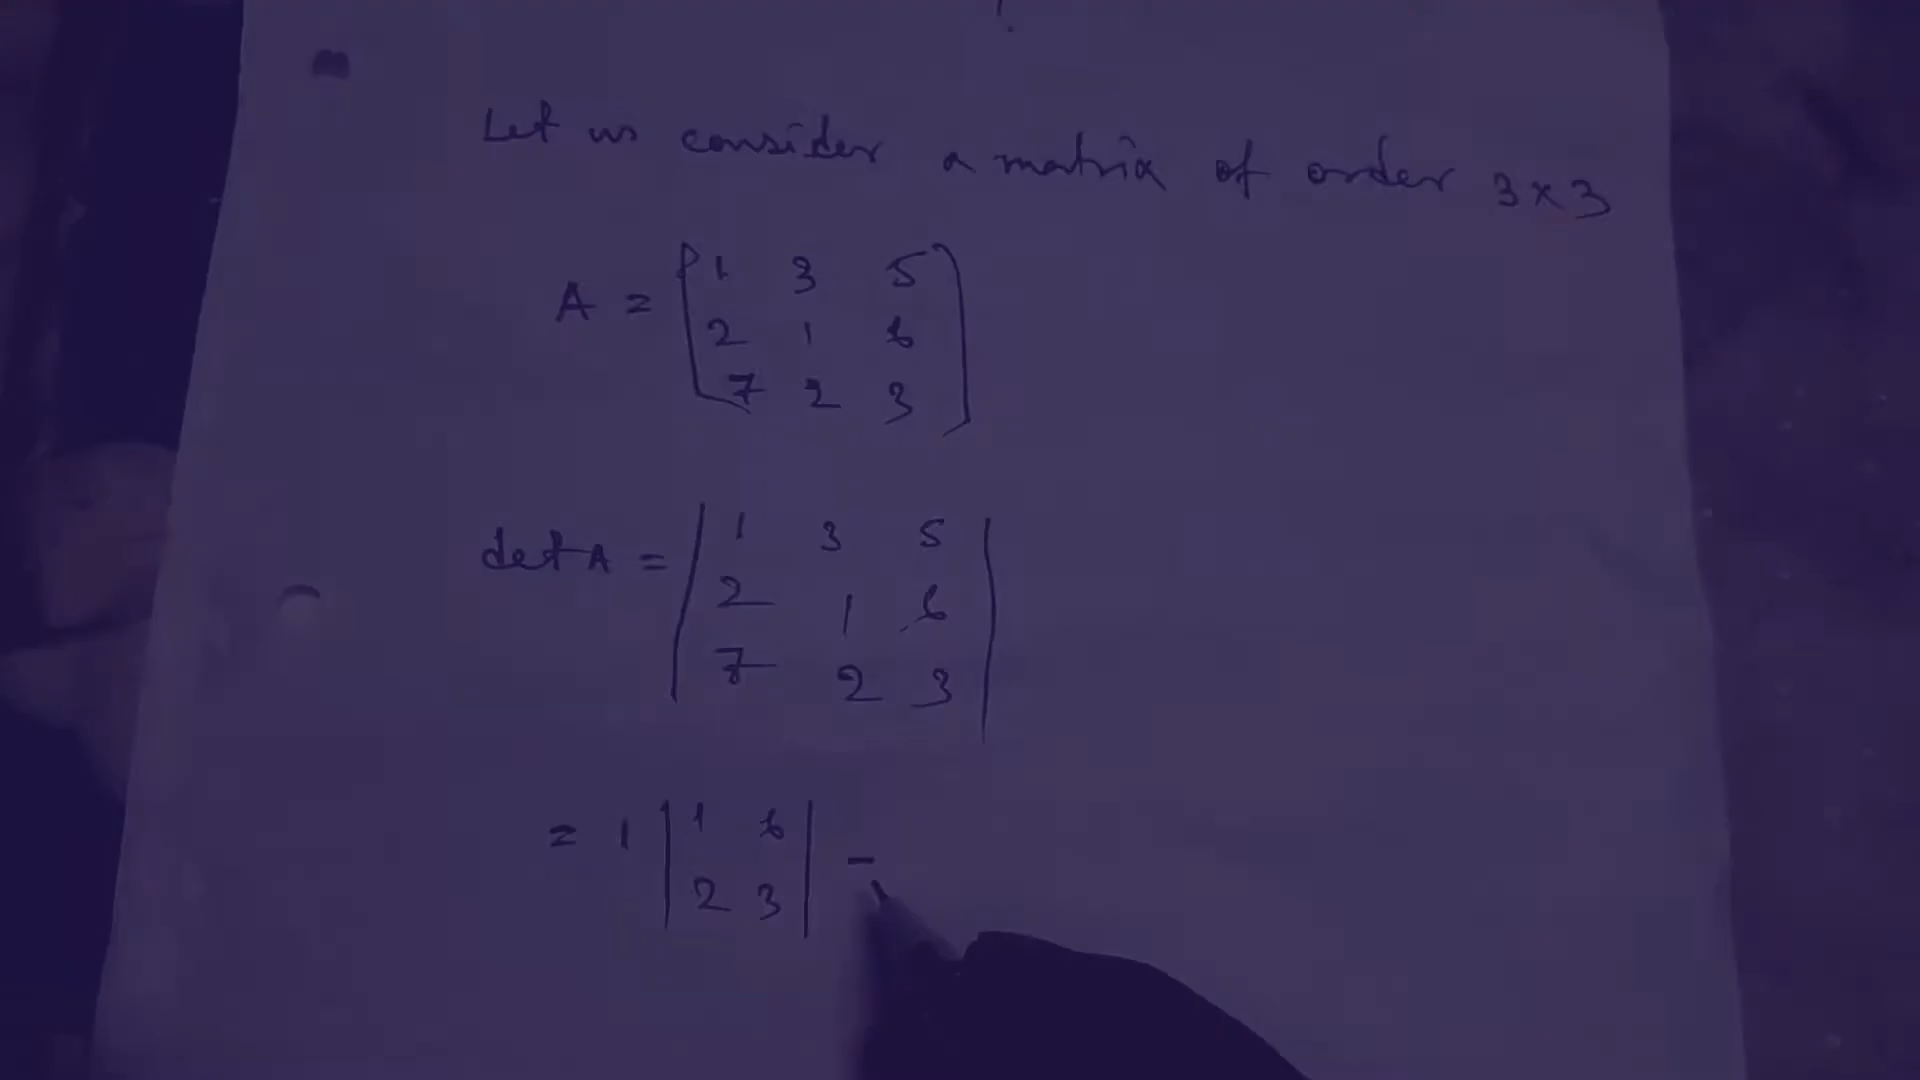 Let us consider a matrix of order 3×3
A = [1 3 5
2 1 6
7 2 3]
det A = |1 3 5
2 1 6
7 2 3|
= 1 |1 6
2 3| -